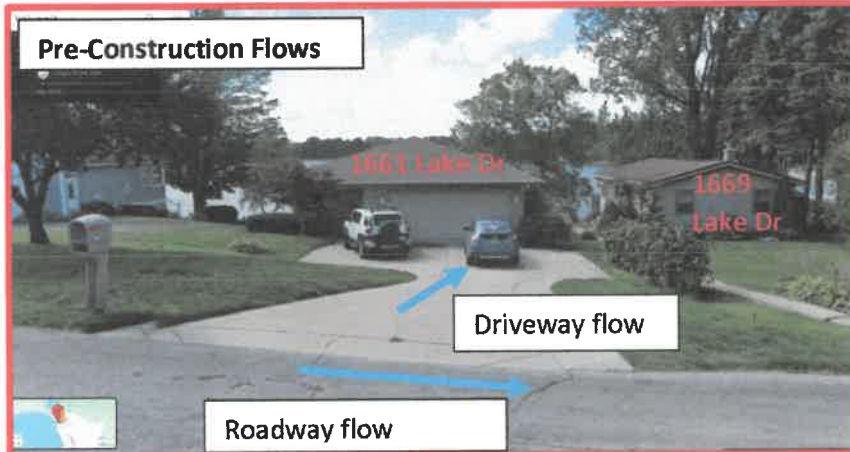 Pre-Construction Flows
1661 Lake Dr
1669
Lake Dr
Driveway flow
Roadway flow